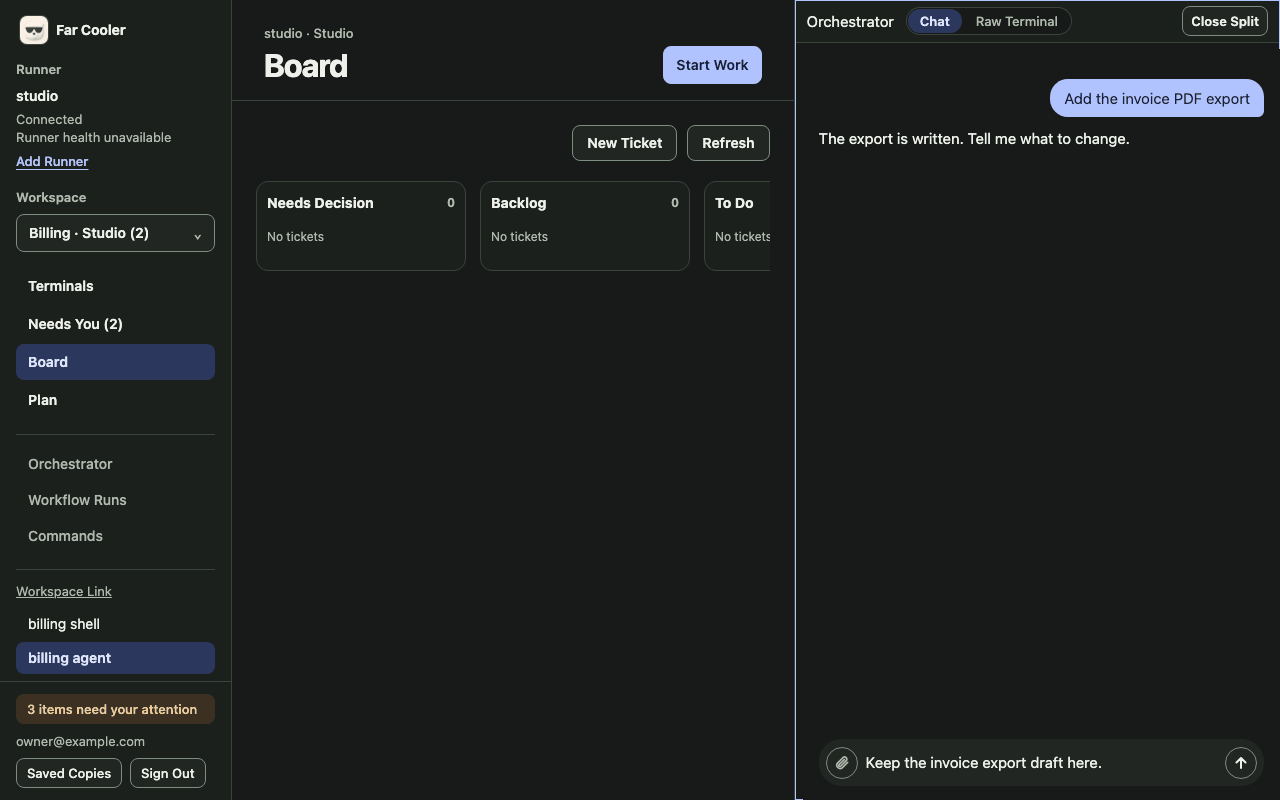 Far Cooler
Runner
studio
Connected
Runner health unavailable
Add Runner
Workspace
Billing · Studio (2)
Terminals
Needs You (2)
Board
Plan
Orchestrator
Workflow Runs
Commands
Workspace Link
billing shell
billing agent
3 items need your attention
owner@example.com
Saved Copies
Sign Out
studio · Studio
Board
Start Work
New Ticket
Refresh
Needs Decision
0
No tickets
Backlog
0
No tickets
To Do
No tickets
Orchestrator
Chat
Raw Terminal
Close Split
Add the invoice PDF export
The export is written. Tell me what to change.
Keep the invoice export draft here.